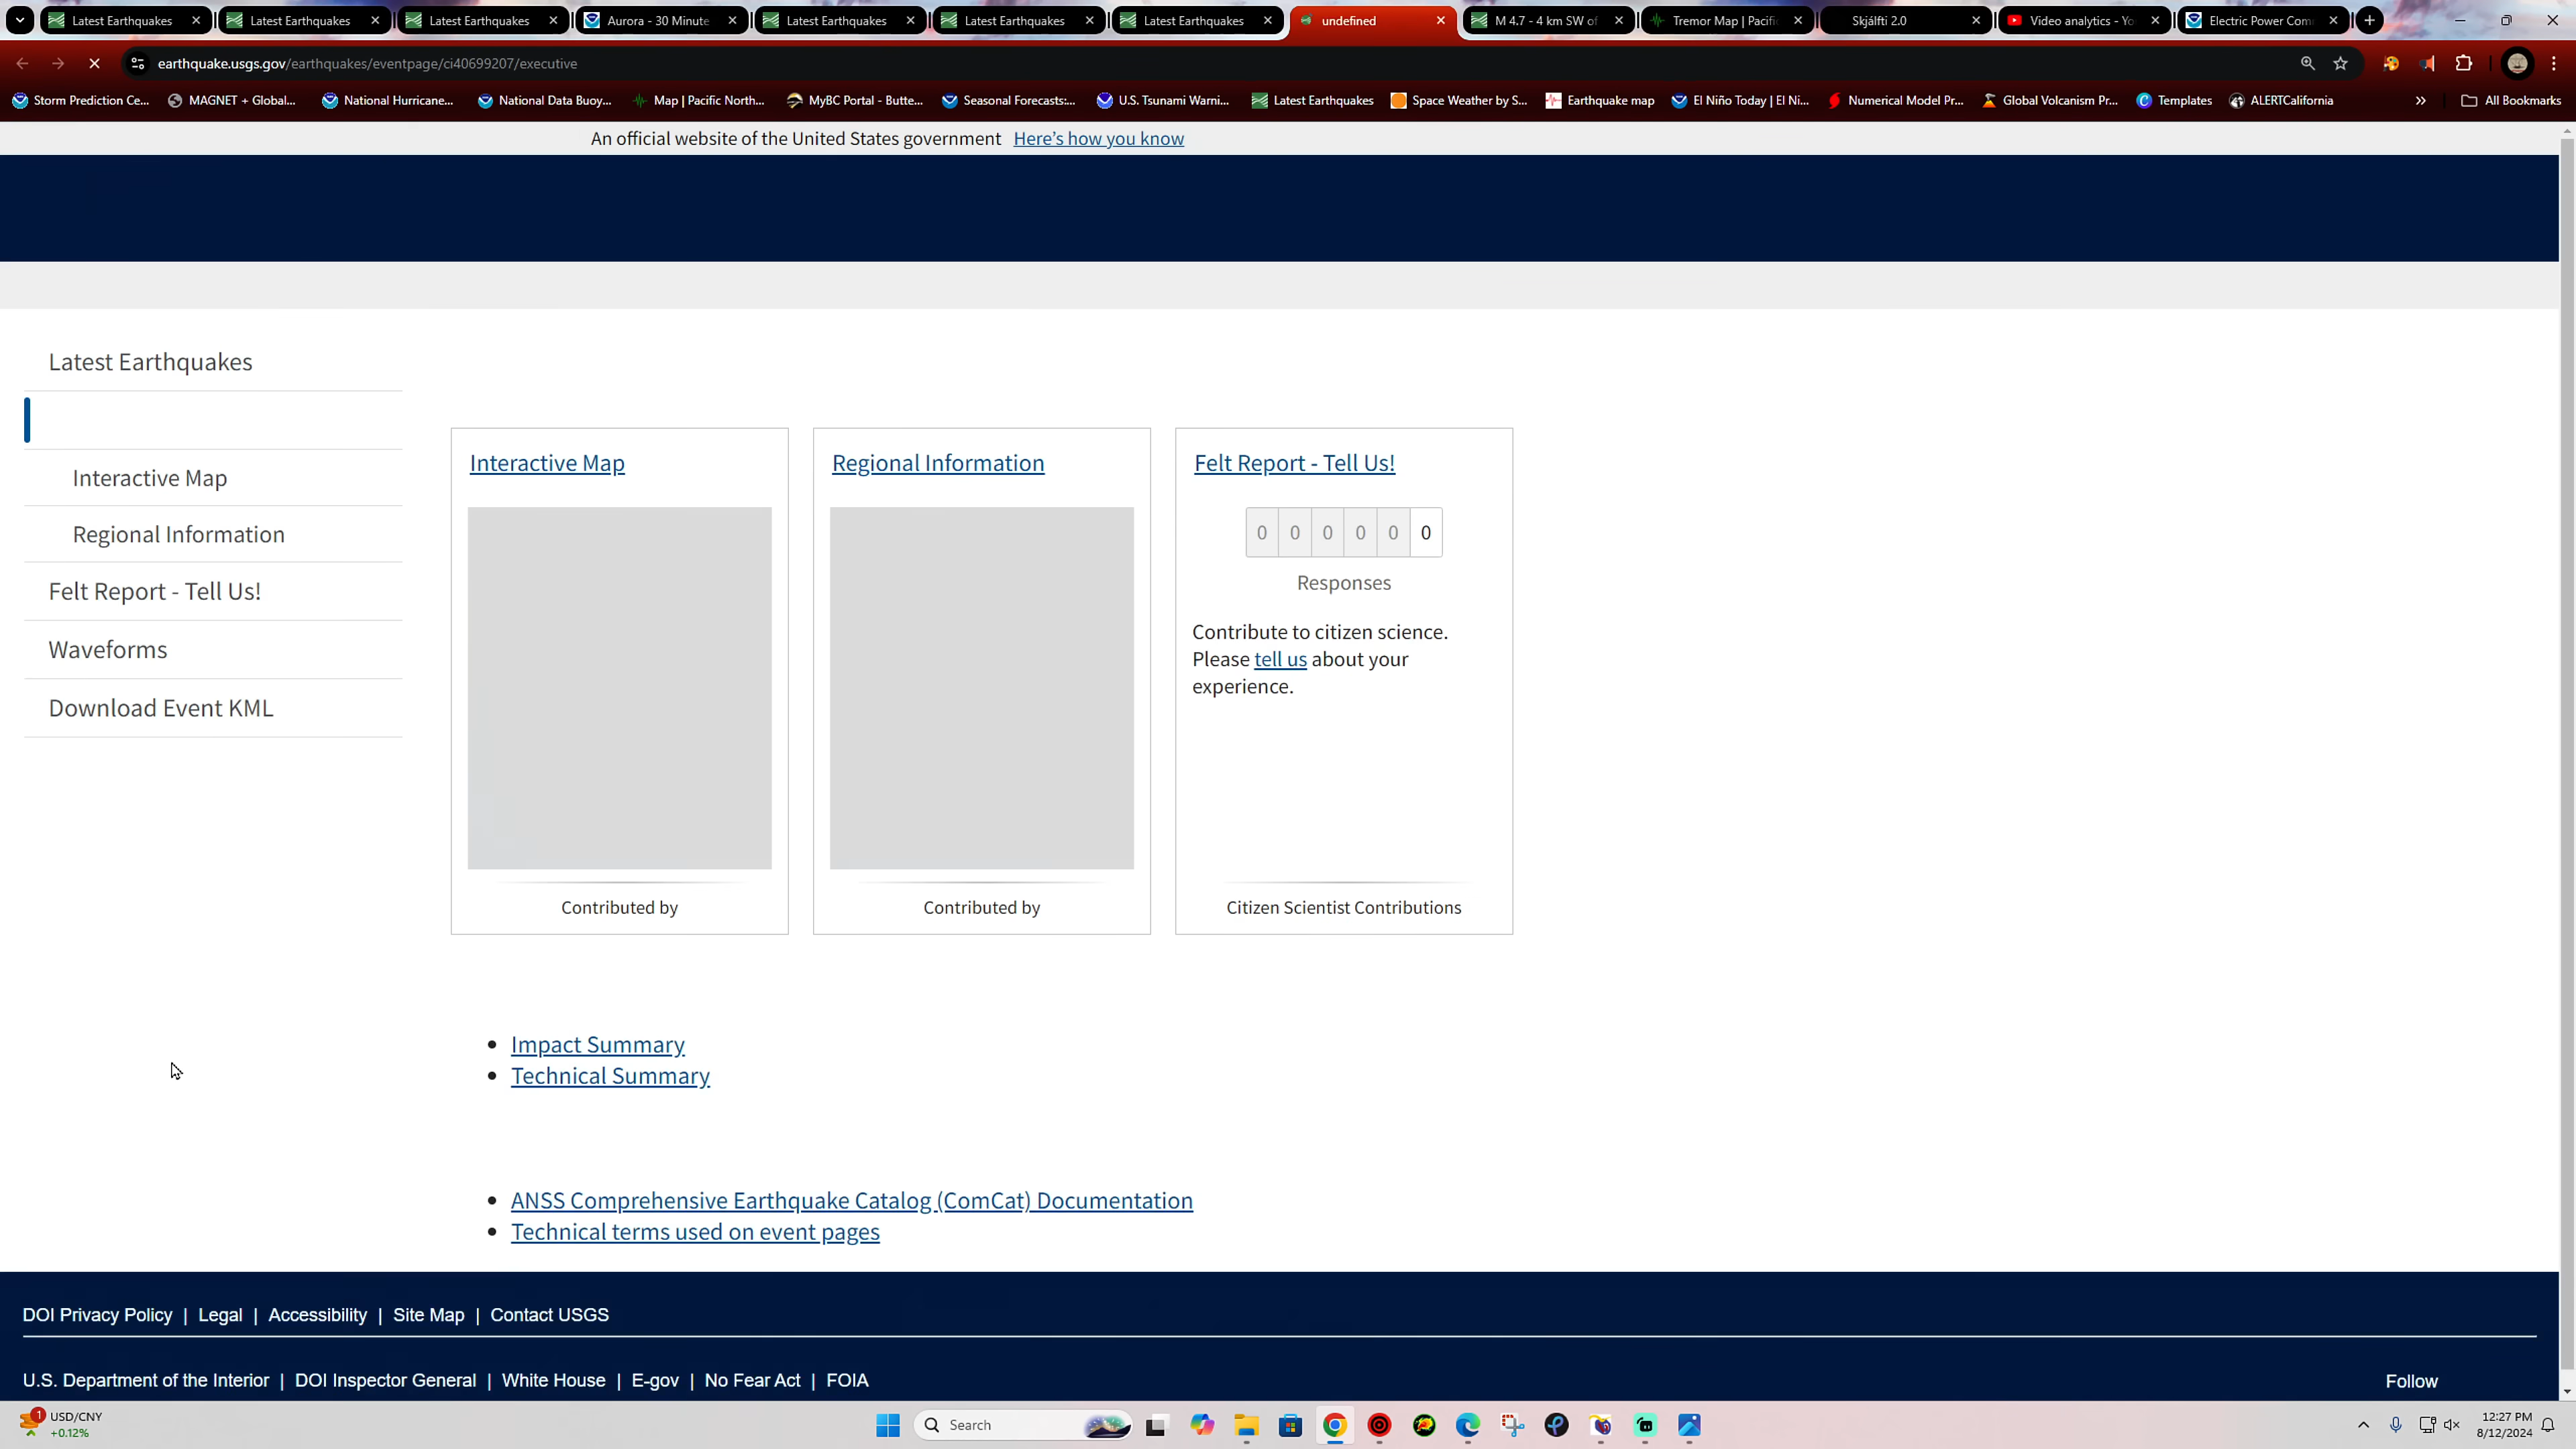 Latest Earthquakes
Latest Earthquakes
Latest Earthquakes
Aurora - 30 Minute
Latest Earthquakes
Latest Earthquakes
Latest Earthquakes
undefined
M 4.7 - 4 km SW of
Tremor Map | Pacifi
Skjálfti 2.0
Video analytics - Yo
Electric Power Com
earthquake.usgs.gov/earthquakes/eventpage/ci40699207/executive
Storm Prediction Ce...
MAGNET + Global...
National Hurricane...
National Data Buoy...
Map | Pacific North...
MyBC Portal - Butte...
Seasonal Forecasts:...
U.S. Tsunami Warni...
Latest Earthquakes
Space Weather by S...
Earthquake map
El Niño Today | El Ni...
Numerical Model Pr...
Global Volcanism Pr...
Templates
ALERTCalifornia
»
All Bookmarks
An official website of the United States government Here’s how you know
Latest Earthquakes
Interactive Map
Regional Information
Felt Report - Tell Us!
Waveforms
Download Event KML
Interactive Map
Contributed by
Regional Information
Contributed by
Felt Report - Tell Us!
0 0 0 0 0 0
Responses
Contribute to citizen science.
Please tell us about your
experience.
Citizen Scientist Contributions
Impact Summary
Technical Summary
ANSS Comprehensive Earthquake Catalog (ComCat) Documentation
Technical terms used on event pages
DOI Privacy Policy | Legal | Accessibility | Site Map | Contact USGS
U.S. Department of the Interior | DOI Inspector General | White House | E-gov | No Fear Act | FOIA
Follow
1
USD/CNY
+0.12%
Search
12:27 PM
8/12/2024